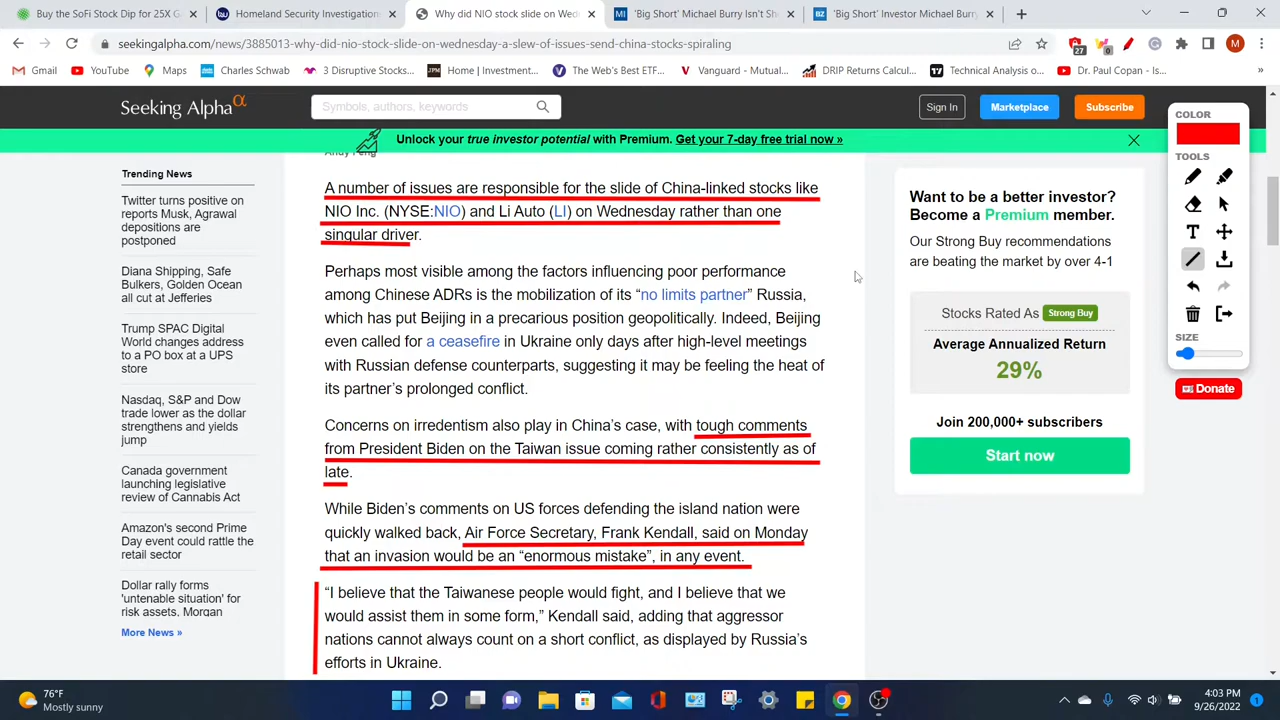 Buy the SoFi Stock Dip for 25X G
Homeland Security Investigation
Why did NIO stock slide on Wed
'Big Short' Michael Burry Isn't Sh
'Big Short' Investor Michael Burry
seekingalpha.com/news/3885013-why-did-nio-stock-slide-on-wednesday-a-slew-of-issues-send-china-stocks-spiraling
27
0
M
Gmail
YouTube
Maps
Charles Schwab
3 Disruptive Stocks...
Home | Investment...
The Web's Best ETF...
Vanguard - Mutual...
DRIP Returns Calcul...
Technical Analysis o...
Dr. Paul Copan - Is...
»
Seeking Alpha α
Symbols, authors, keywords
Sign In
Marketplace
Subscribe
Unlock your true investor potential with Premium. Get your 7-day free trial now »
Andy Feng
Trending News
Twitter turns positive on
reports Musk, Agrawal
depositions are
postponed
Diana Shipping, Safe
Bulkers, Golden Ocean
all cut at Jefferies
Trump SPAC Digital
World changes address
to a PO box at a UPS
store
Nasdaq, S&P and Dow
trade lower as the dollar
strengthens and yields
jump
Canada government
launching legislative
review of Cannabis Act
Amazon's second Prime
Day event could rattle the
retail sector
Dollar rally forms
'untenable situation' for
risk assets, Morgan
More News »
A number of issues are responsible for the slide of China-linked stocks like
NIO Inc. (NYSE:NIO) and Li Auto (LI) on Wednesday rather than one
singular driver.
Perhaps most visible among the factors influencing poor performance
among Chinese ADRs is the mobilization of its “no limits partner” Russia,
which has put Beijing in a precarious position geopolitically. Indeed, Beijing
even called for a ceasefire in Ukraine only days after high-level meetings
with Russian defense counterparts, suggesting it may be feeling the heat of
its partner’s prolonged conflict.
Concerns on irredentism also play in China’s case, with tough comments
from President Biden on the Taiwan issue coming rather consistently as of
late.
While Biden’s comments on US forces defending the island nation were
quickly walked back, Air Force Secretary, Frank Kendall, said on Monday
that an invasion would be an “enormous mistake”, in any event.
“I believe that the Taiwanese people would fight, and I believe that we
would assist them in some form,” Kendall said, adding that aggressor
nations cannot always count on a short conflict, as displayed by Russia’s
efforts in Ukraine.
Want to be a better investor?
Become a Premium member.
Our Strong Buy recommendations
are beating the market by over 4-1
Stocks Rated As Strong Buy
Average Annualized Return
29%
Join 200,000+ subscribers
Start now
COLOR
TOOLS
T
SIZE
Donate
76°F
Mostly sunny
4:03 PM
9/26/2022
1